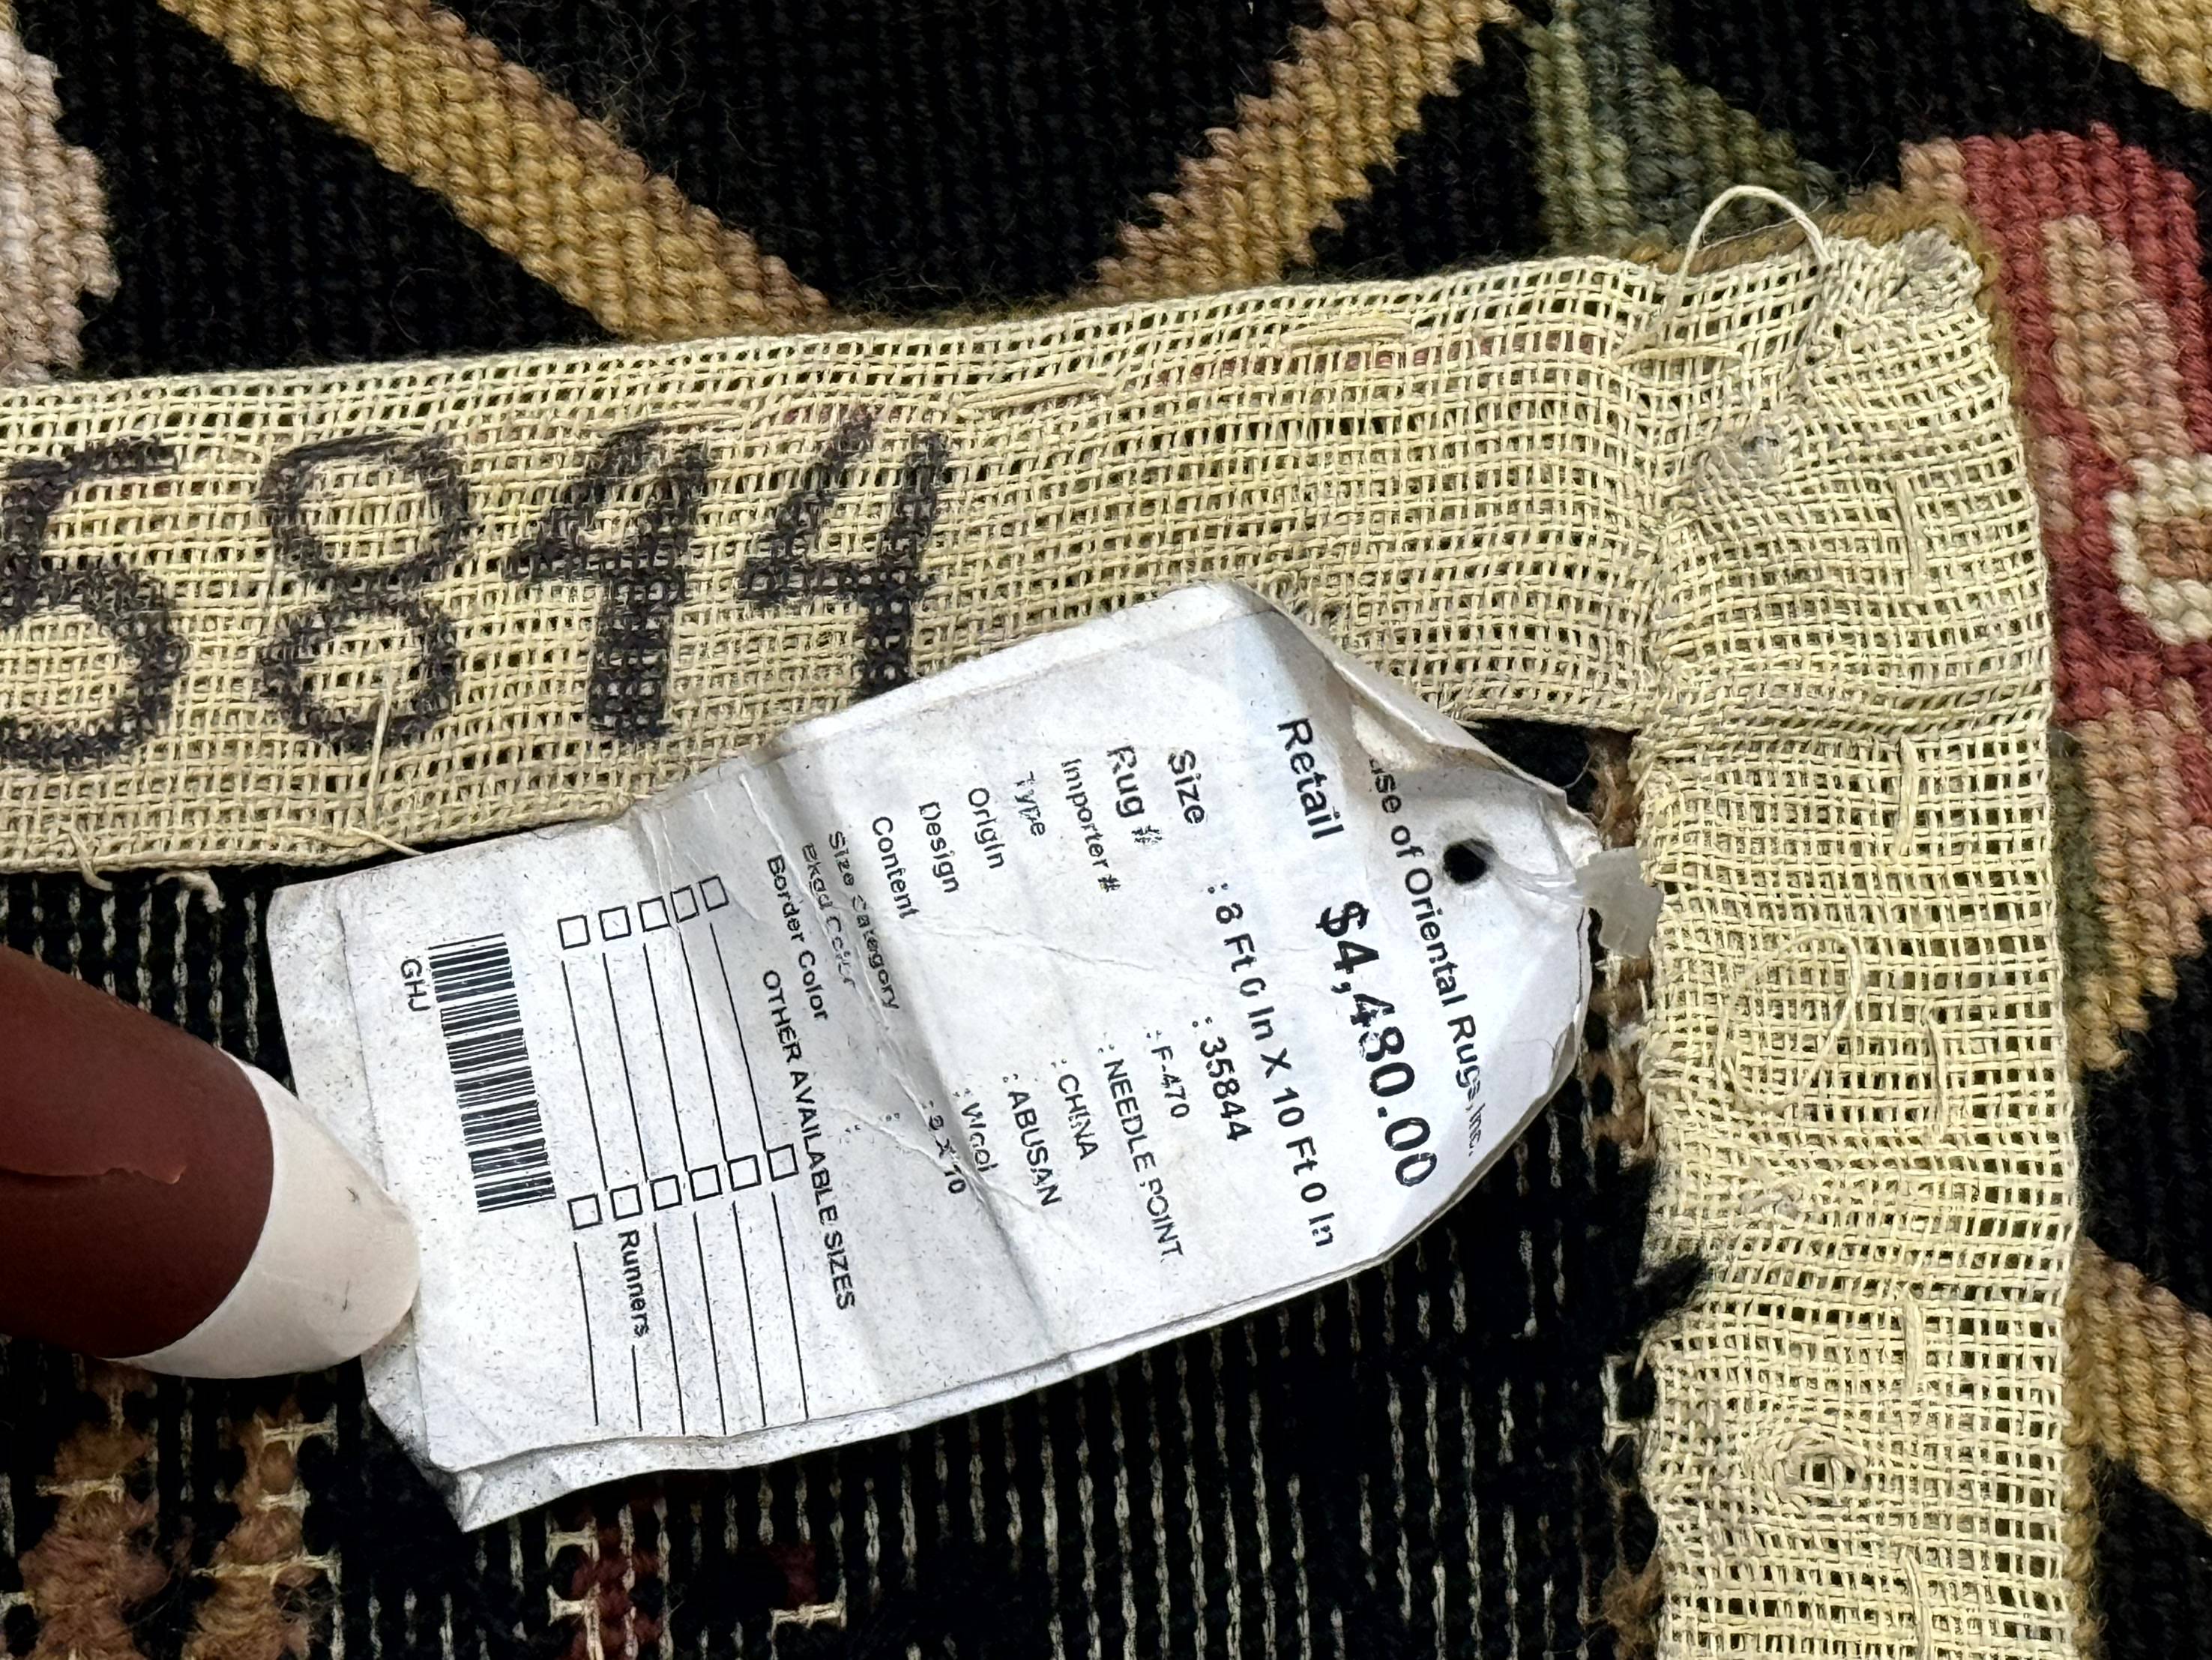 5844
use of Oriental Rugs, Inc.
Retail $4,480.00
Size : 8 Ft 0 In X 10 Ft 0 In
Rug # : 35844
Importer # : F-470
Type : NEEDLE POINT
Origin : CHINA
Design : ABUSAN
Content : Wool
Size Category : 8 X 10
Bkgd Color :
Border Color
OTHER AVAILABLE SIZES
Runners
GHJ